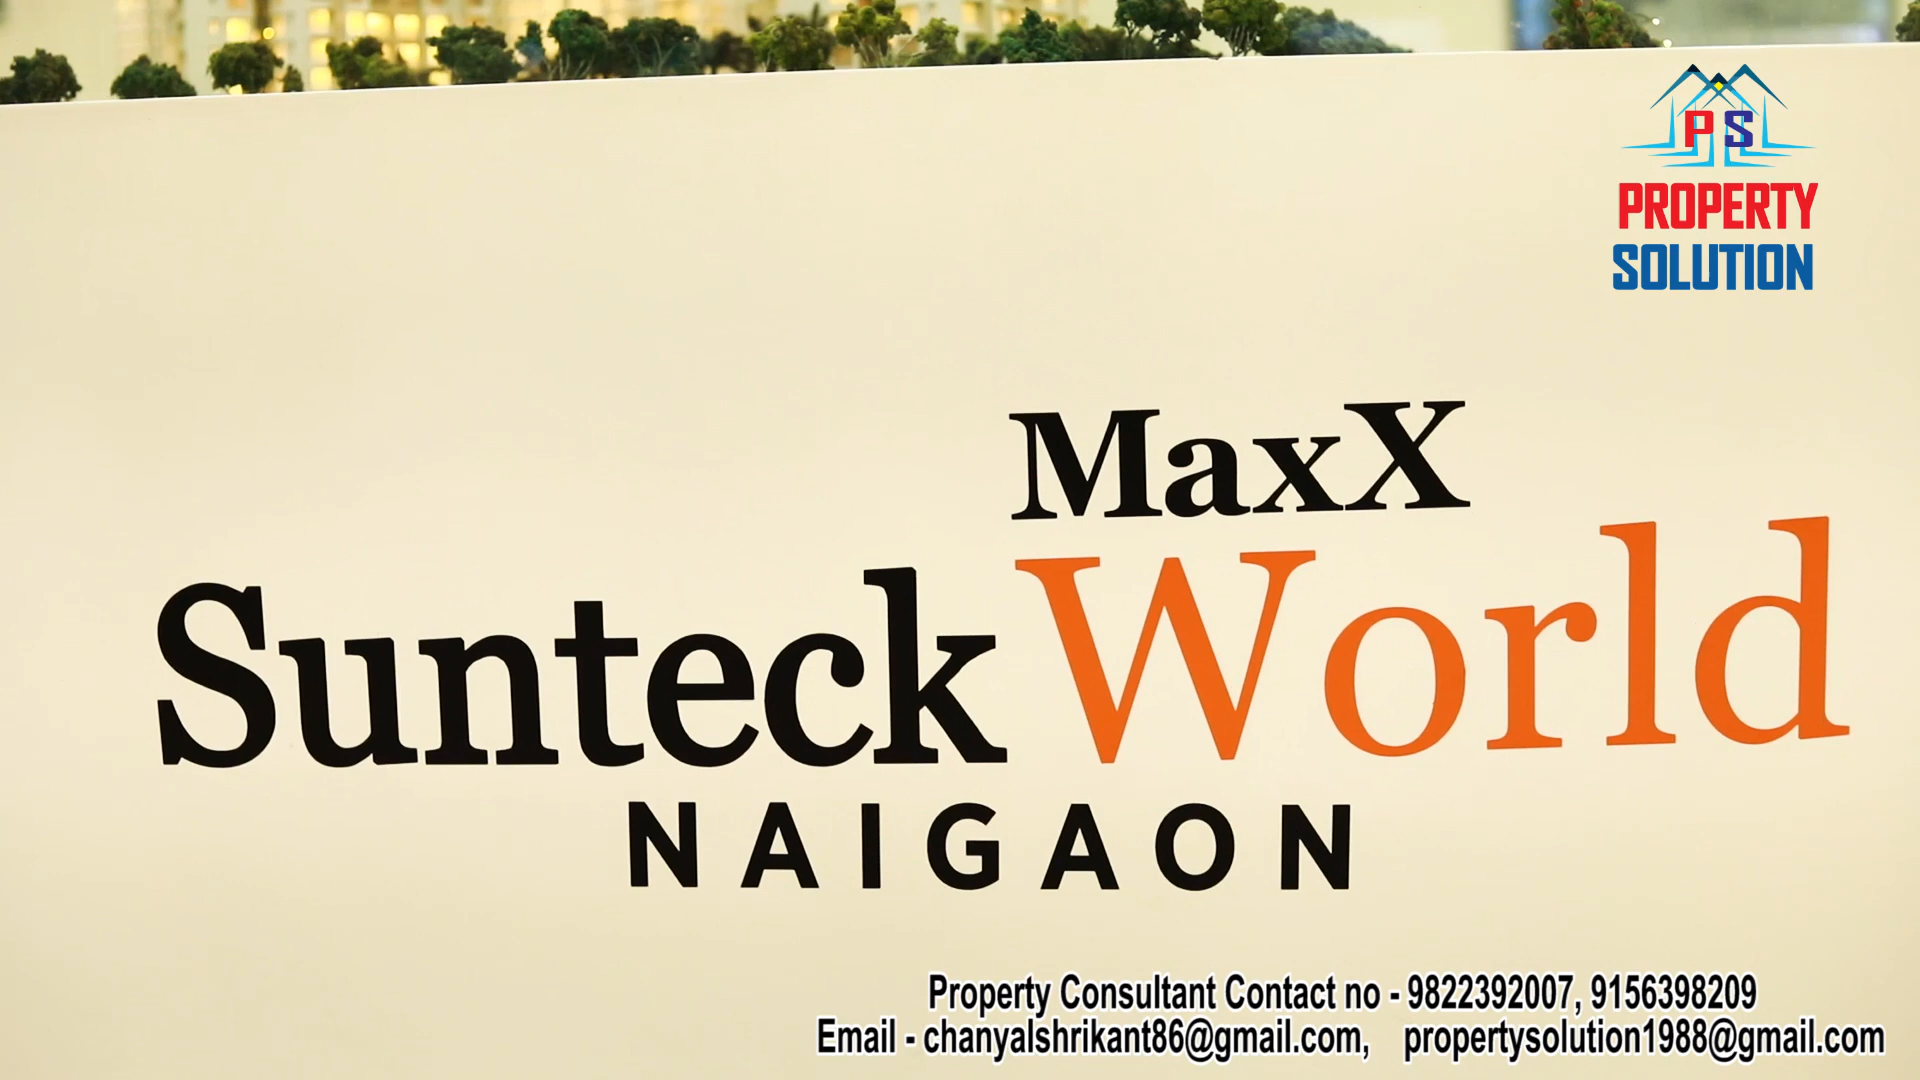 P S
PROPERTY
SOLUTION
MaxX
Sunteck World
NAIGAON
Property Consultant Contact no - 9822392007, 9156398209
Email - chanyalshrikant86@gmail.com, propertysolution1988@gmail.com